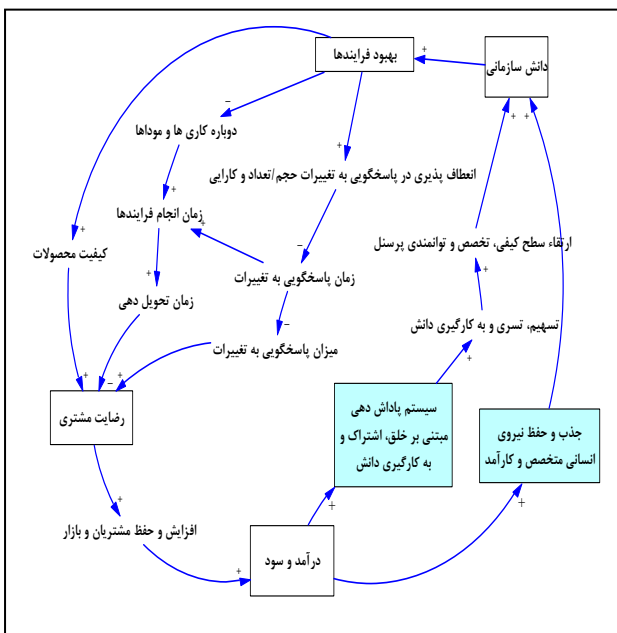 بهبود فرایندها
دانش سازمانی
دوباره کاری ها و موداها
انعطاف پذیری در پاسخگویی به تغییرات حجم/تعداد و کارایی
زمان انجام فرایندها
کیفیت محصولات
زمان پاسخگویی به تغییرات
ارتقاء سطح کیفی، تخصص و توانمندی پرسنل
زمان تحویل دهی
میزان پاسخگویی به تغییرات
تسهیم، تسری و به کارگیری دانش
رضایت مشتری
سیستم پاداش دهی
مبتنی بر خلق، اشتراک و
به کارگیری دانش
جذب و حفظ نیروی
انسانی متخصص و کارآمد
افزایش و حفظ مشتریان و بازار
درآمد و سود